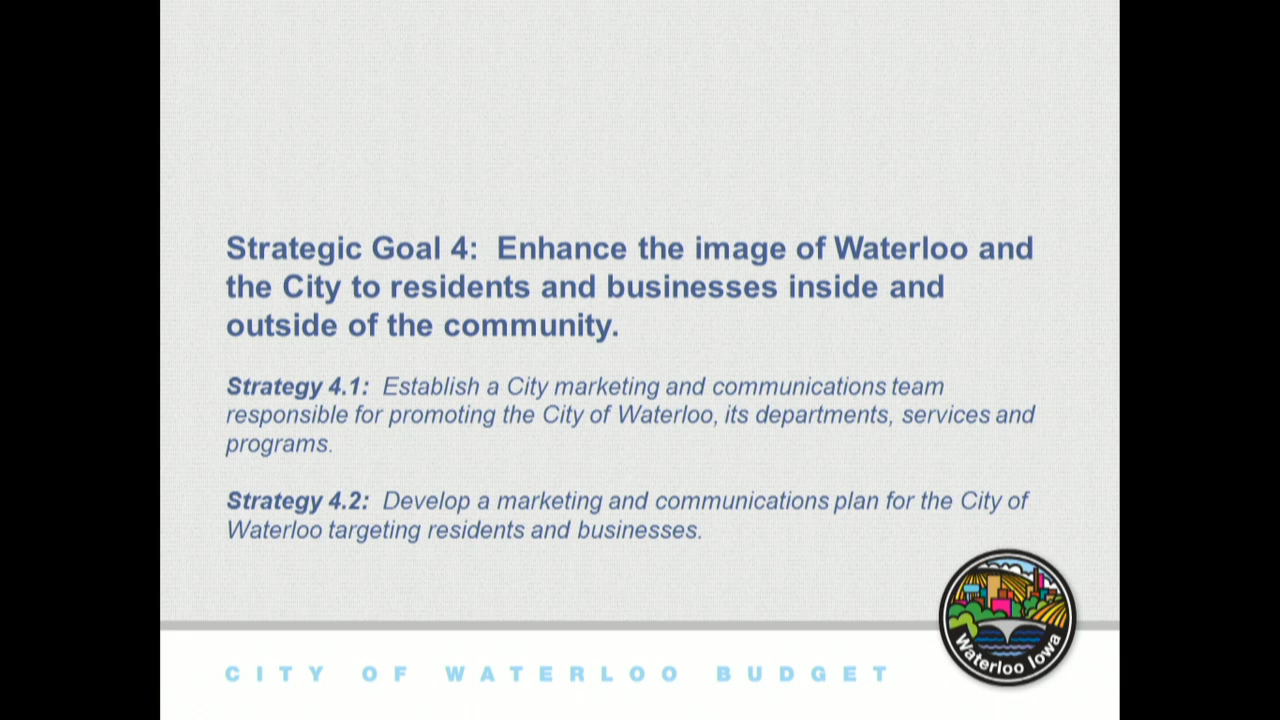 Strategic Goal 4: Enhance the image of Waterloo and
the City to residents and businesses inside and
outside of the community.
Strategy 4.1: Establish a City marketing and communications team
responsible for promoting the City of Waterloo, its departments, services and
programs.
Strategy 4.2: Develop a marketing and communications plan for the City of
Waterloo targeting residents and businesses.
Waterloo Iowa
CITY OF WATERLOO BUDGET